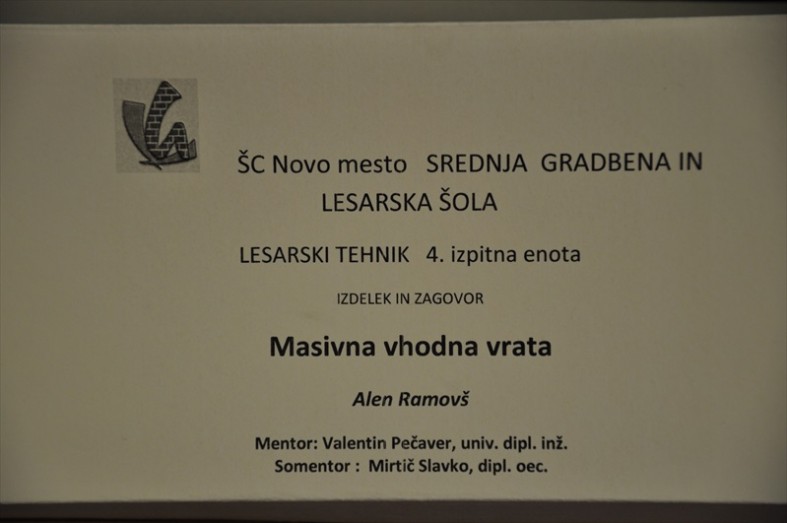 ŠC Novo mesto SREDNJA GRADBENA IN
LESARSKA ŠOLA
LESARSKI TEHNIK 4. izpitna enota
IZDELEK IN ZAGOVOR
Masivna vhodna vrata
Alen Ramovš
Mentor: Valentin Pečaver, univ. dipl. inž.
Somentor : Mirtič Slavko, dipl. oec.